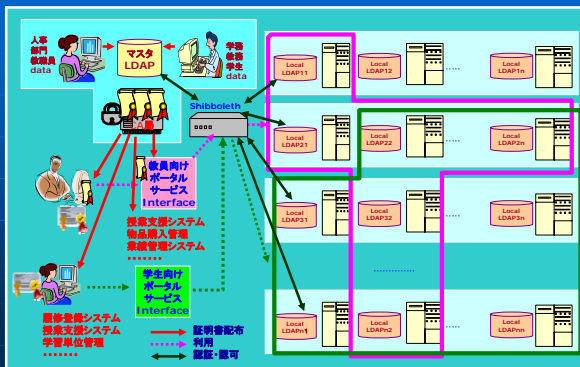 人事
部門
教職員
data
マスタ
LDAP
学務
教務
学生
data
Shibboleth
教員向け
ポータル
サービス
Interface
授業支援システム
物品購入管理
業績管理システム
・・・・・・・
学生向け
ポータル
サービス
Interface
履修登録システム
授業支援システム
学習単位管理
・・・・・・・
証明書配布
利用
認証・認可
Local
LDAP11
Local
LDAP12
.....
Local
LDAP1n
Local
LDAP21
Local
LDAP22
.....
Local
LDAP2n
Local
LDAP31
Local
LDAP32
.....
Local
LDAP3n
..............
Local
LDAPn1
Local
LDAPn2
.....
Local
LDAPnn